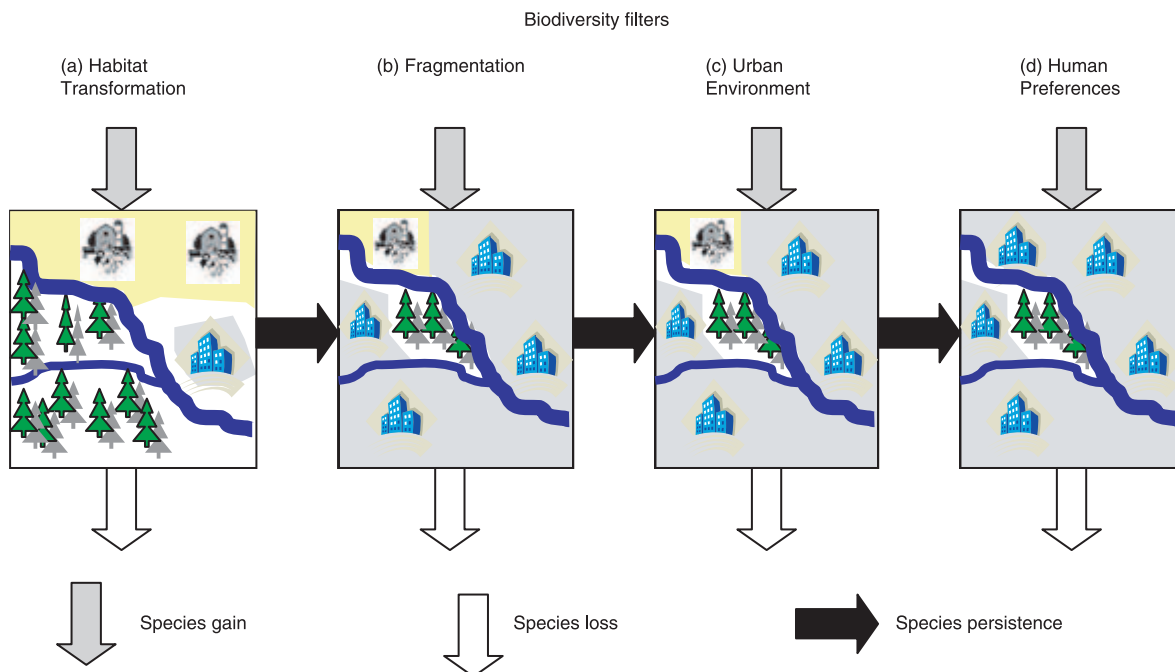 Biodiversity filters
(a) Habitat
Transformation
(b) Fragmentation
(c) Urban
Environment
(d) Human
Preferences
Species gain
Species loss
Species persistence